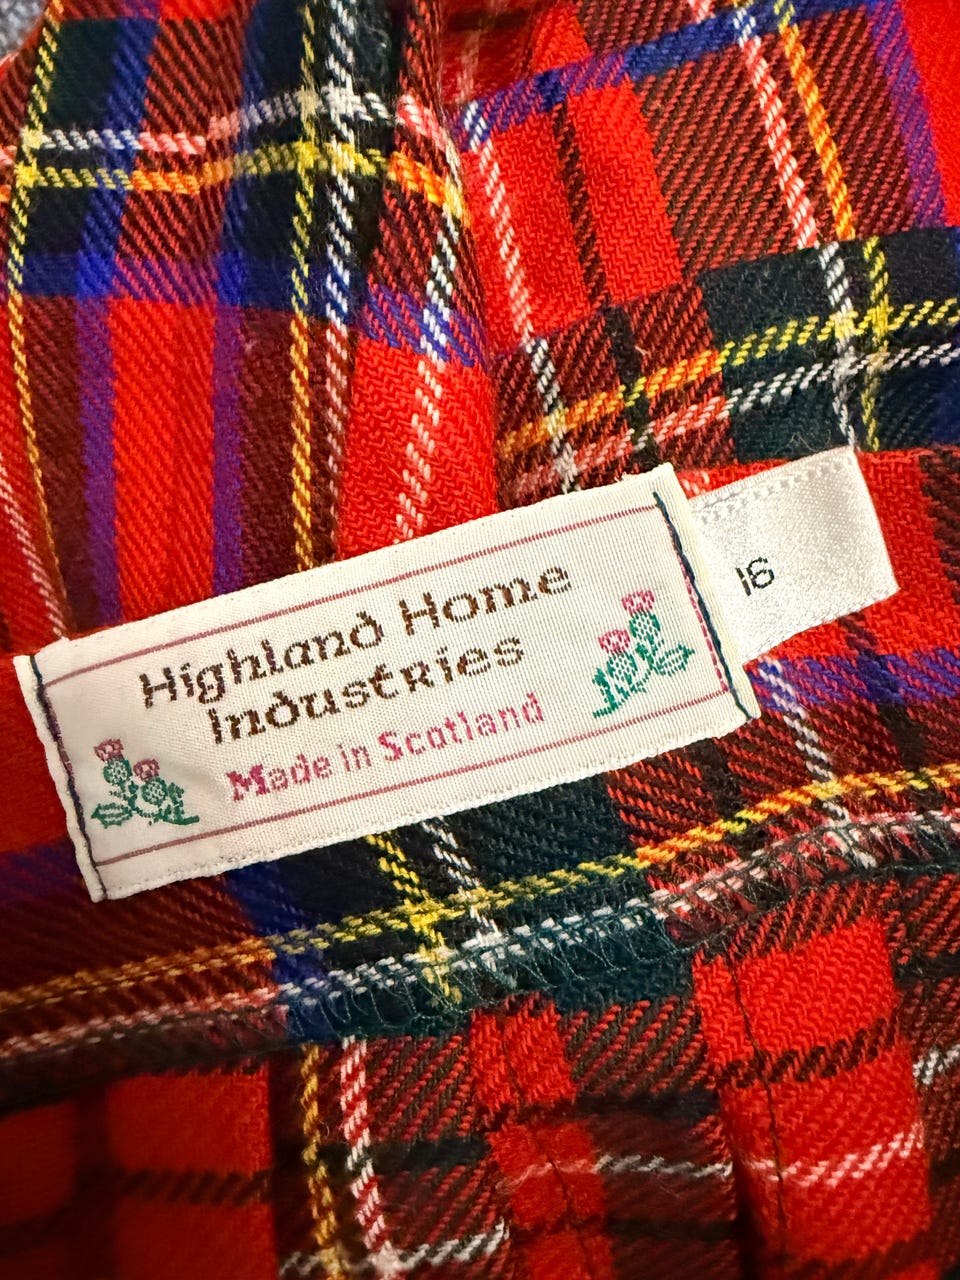 Highland Home
Industries
Made in Scotland
16